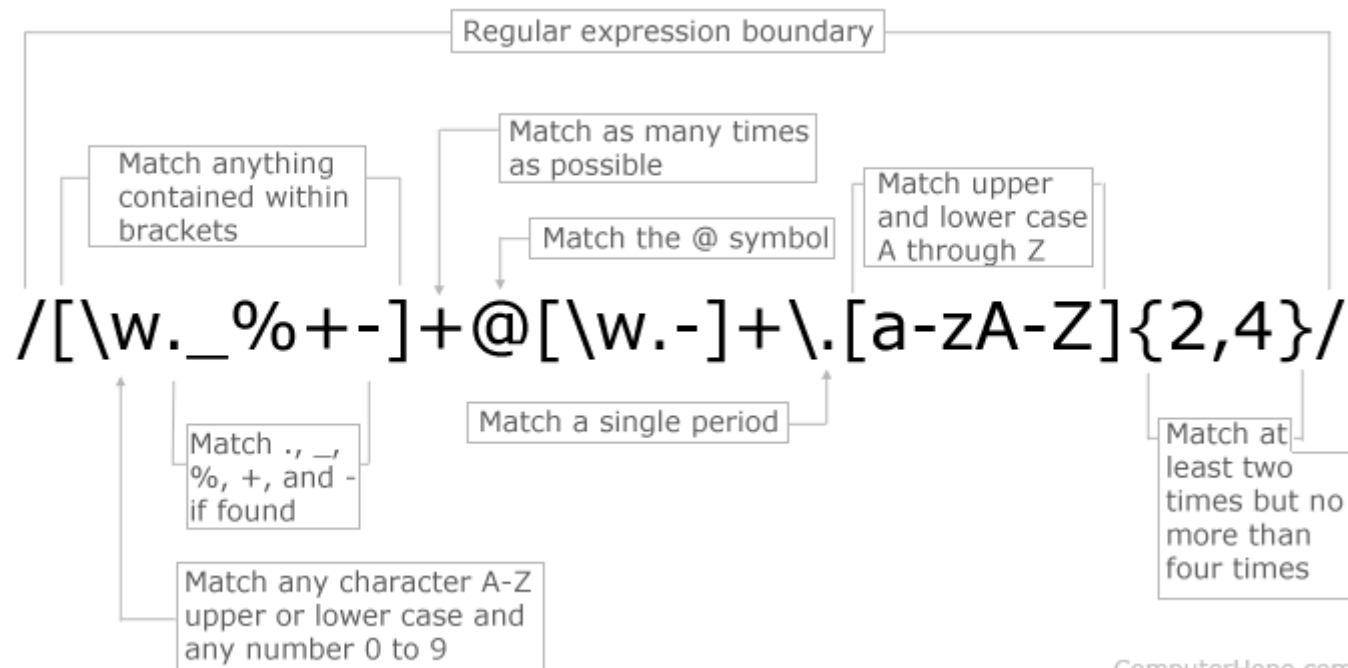 Regular expression boundary
Match as many times
as possible
Match anything
contained within
brackets
Match upper
and lower case
A through Z
Match the @ symbol
/[\w._%+-]+@[\w.-]+\.[a-zA-Z]{2,4}/
Match a single period
Match ., _,
%, +, and -
if found
Match at
least two
times but no
more than
four times
Match any character A-Z
upper or lower case and
any number 0 to 9